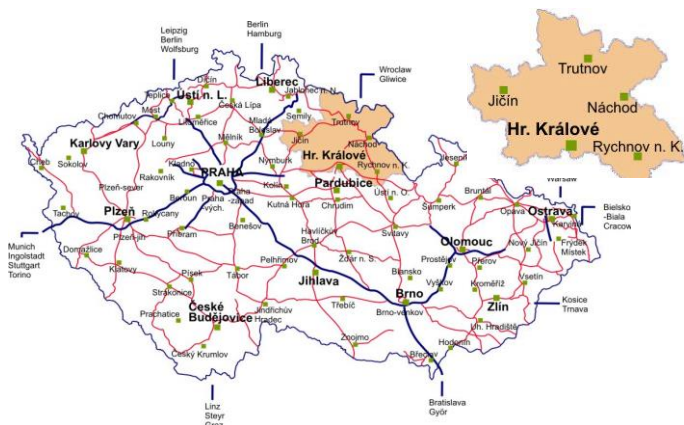 Leipzig
Berlin
Wolfsburg
Berlin
Hamburg
Wroclaw
Gliwice
Trutnov
Jičín
Náchod
Hr. Králové
Rychnov n. K.
Děčín
Liberec
Teplice
Ústí n. L.
Jablonec n. N.
Česká Lípa
Most
Chomutov
Litoměřice
Semily
Trutnov
Mladá
Boleslav
Jičín
Louny
Mělník
Náchod
Karlovy Vary
Hr. Králové
Cheb
Sokolov
Kladno
Nymburk
Rychnov n. K.
Jeseník
Rakovník
PRAHA
Plzeň-sever
Kolín
Pardubice
Warsaw
Beroun
Praha
-západ
Praha
-vých.
Kutná Hora
Chrudim
Ústí n. O.
Bruntál
Šumperk
Opava
Ostrava
Karviná
Bielsko
-Biala
Cracow
Tachov
Plzeň
Rokycany
Plzeň-jih
Příbram
Benešov
Havlíčkův
Brod
Svitavy
Olomouc
Nový Jičín
Frýdek
Místek
Munich
Ingolstadt
Stuttgart
Torino
Domažlice
Klatovy
Písek
Tábor
Pelhřimov
Žďár n. S.
Blansko
Prostějov
Přerov
Jihlava
Vyškov
Kroměříž
Vsetín
Strakonice
Prachatice
České
Budějovice
Jindřichův
Hradec
Třebíč
Brno
Brno-venkov
Zlín
Kosice
Trnava
Uh. Hradiště
Znojmo
Hodonín
Český Krumlov
Břeclav
Linz
Steyr
Graz
Bratislava
Györ